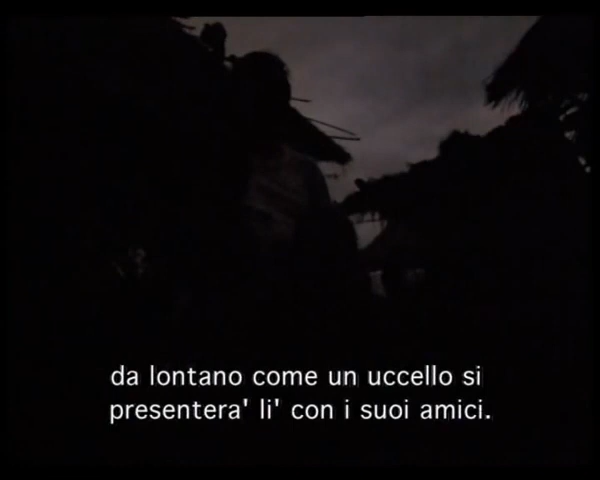 da lontano come un uccello si
presentera' li' con i suoi amici.